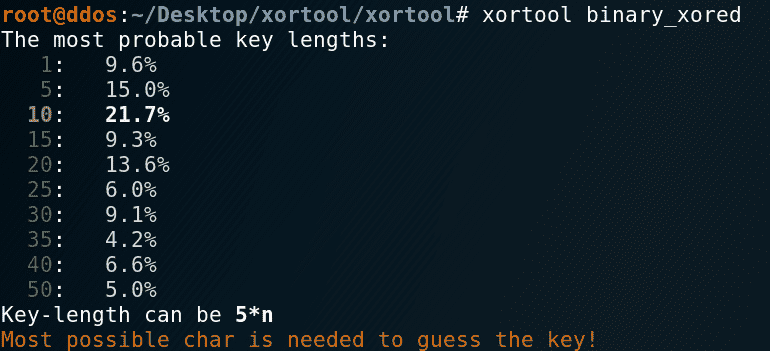 root@ddos:~/Desktop/xortool/xortool# xortool binary_xored
The most probable key lengths:
1: 9.6%
5: 15.0%
10: 21.7%
15: 9.3%
20: 13.6%
25: 6.0%
30: 9.1%
35: 4.2%
40: 6.6%
50: 5.0%
Key-length can be 5*n
Most possible char is needed to guess the key!